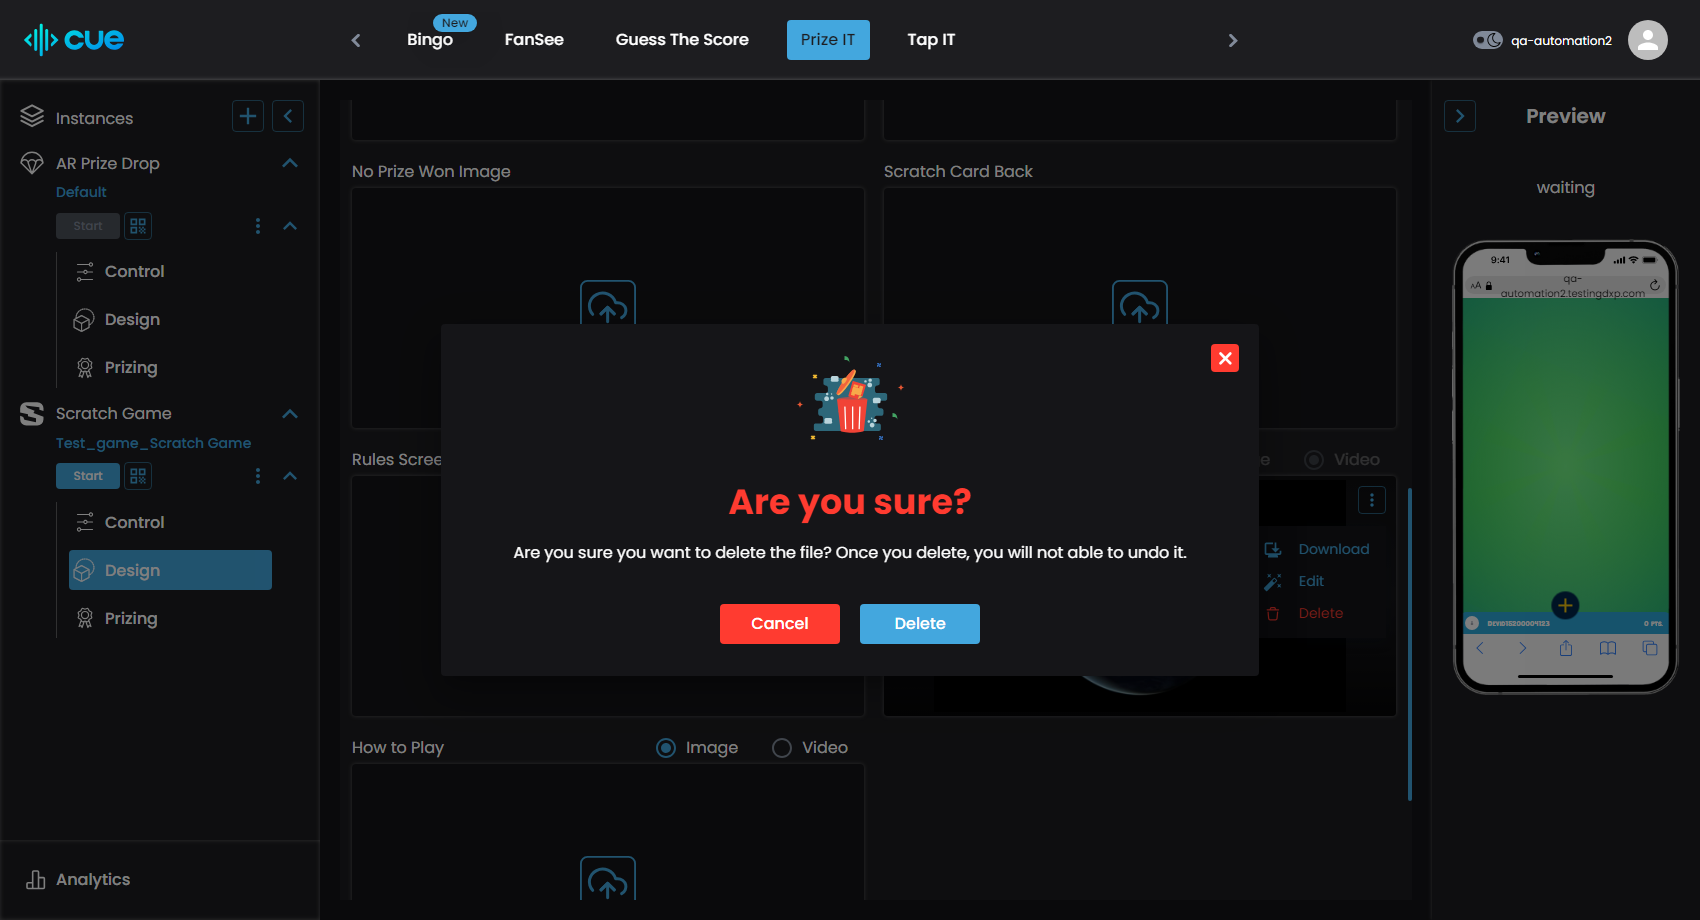 cue
New
Bingo
FanSee
Guess The Score
Prize IT
Tap IT
qa-automation2
Instances
AR Prize Drop
Default
Start
Control
Design
Prizing
Scratch Game
Test_game_Scratch Game
Start
Control
Design
Prizing
Analytics
No Prize Won Image
Scratch Card Back
Rules Scree
e
Video
Download
Edit
Delete
How to Play
Image
Video
Are you sure?
Are you sure you want to delete the file? Once you delete, you will not able to undo it.
Cancel
Delete
Preview
waiting
9:41
AA
qa-
automation2.testingdxp.com
0 PTS.